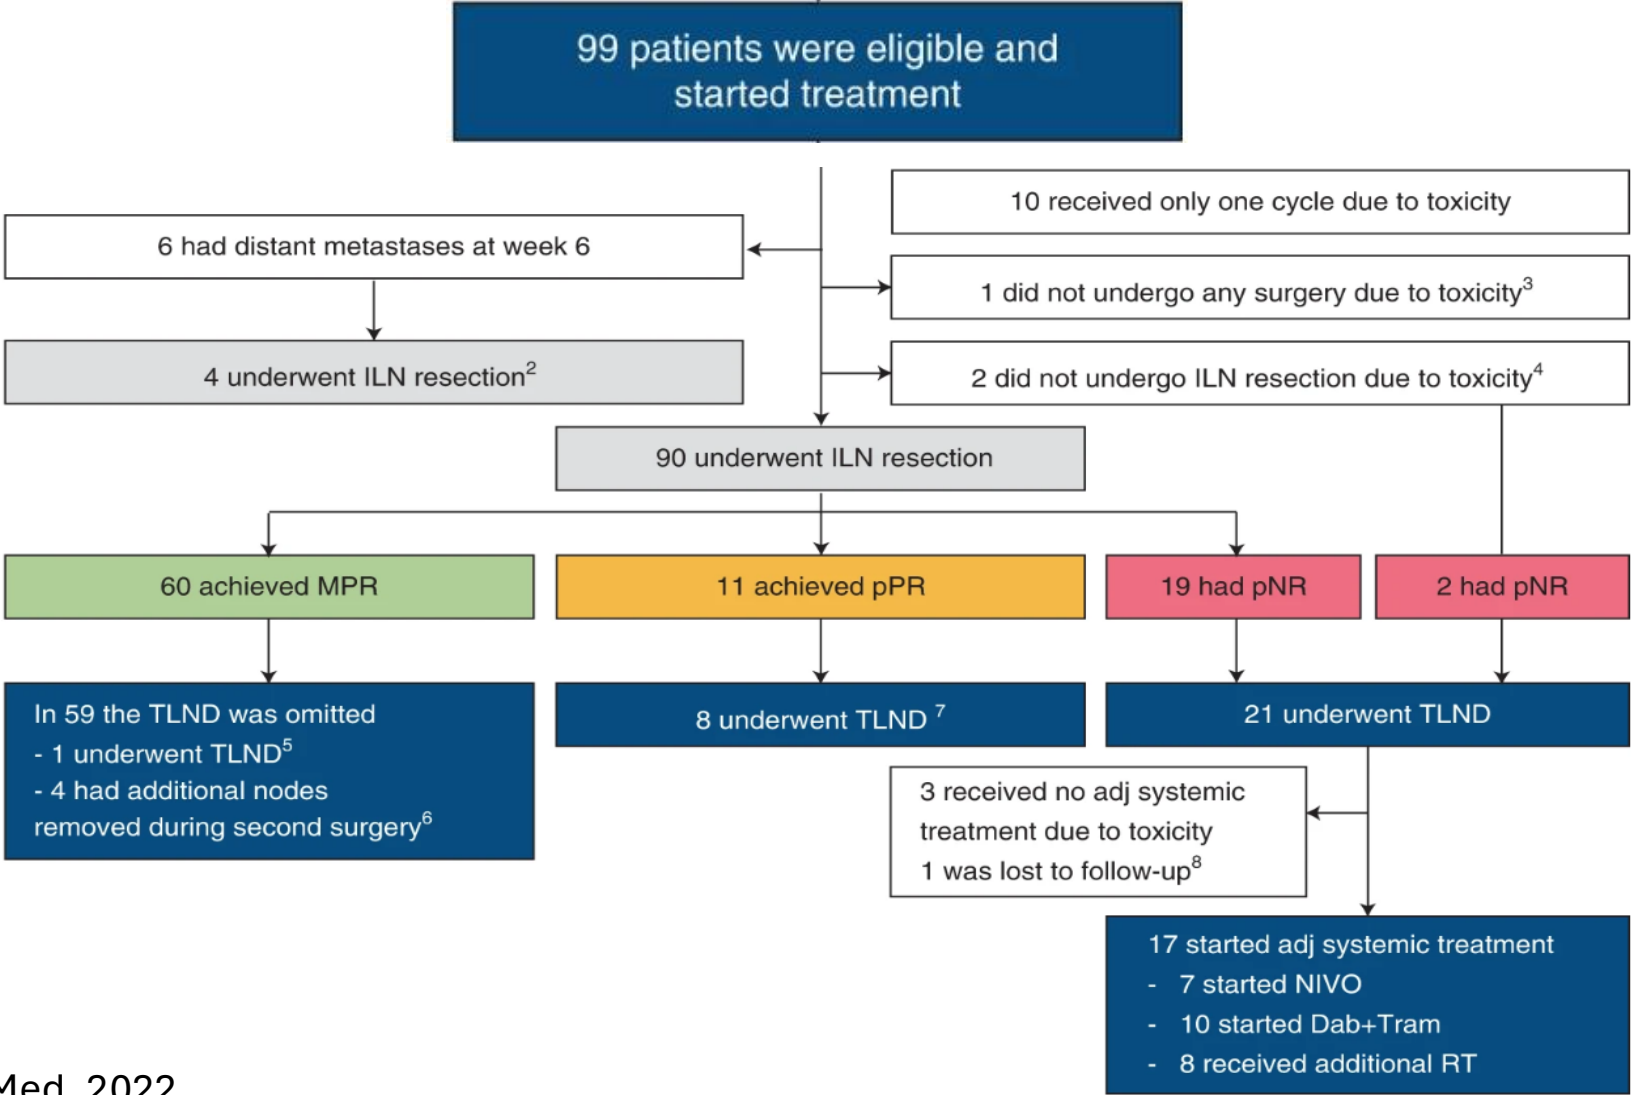 99 patients were eligible and
started treatment
10 received only one cycle due to toxicity
6 had distant metastases at week 6
1 did not undergo any surgery due to toxicity3
4 underwent ILN resection2
2 did not undergo ILN resection due to toxicity4
90 underwent ILN resection
60 achieved MPR
11 achieved pPR
19 had pNR
2 had pNR
In 59 the TLND was omitted
- 1 underwent TLND5
- 4 had additional nodes
removed during second surgery6
8 underwent TLND 7
21 underwent TLND
3 received no adj systemic
treatment due to toxicity
1 was lost to follow-up8
17 started adj systemic treatment
- 7 started NIVO
- 10 started Dab+Tram
- 8 received additional RT
Med 2022